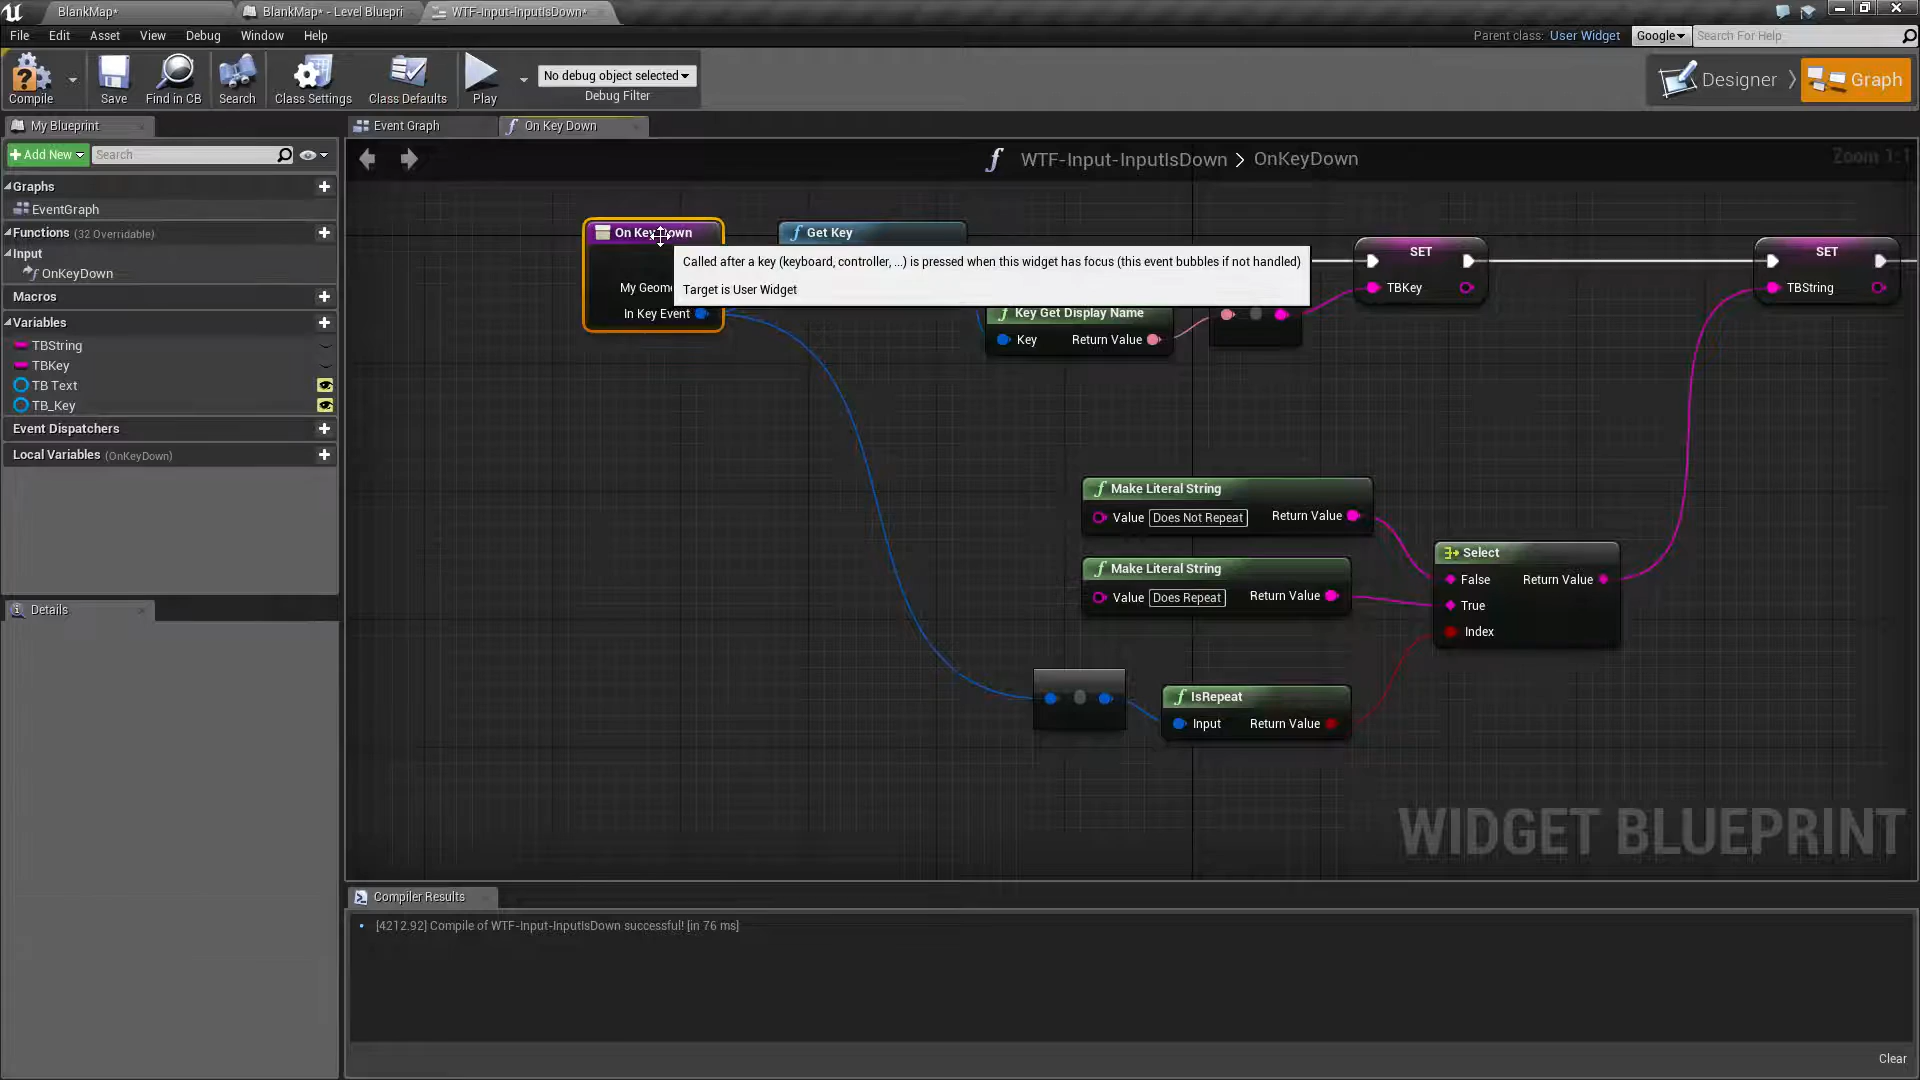 BlankMap*
BlankMap* - Level Bluepri
WTF-Input-InputIsDown*
File Edit Asset View Debug Window Help
Parent class: User Widget
Google
Search For Help
Compile
Save
Find in CB
Search
Class Settings
Class Defaults
Play
No debug object selected
Debug Filter
Designer
Graph
My Blueprint
Event Graph
On Key Down
Add New
Search
WTF-Input-InputIsDown > OnKeyDown
Zoom 1:1
Graphs
EventGraph
Functions (32 Overridable)
Input
OnKeyDown
Macros
Variables
TBString
TBKey
TB Text
TB_Key
Event Dispatchers
Local Variables (OnKeyDown)
Details
On Key Down
My Geome
In Key Event
Get Key
Called after a key (keyboard, controller, ...) is pressed when this widget has focus (this event bubbles if not handled)
Target is User Widget
Key Get Display Name
Key Return Value
SET
TBKey
SET
TBString
Make Literal String
Value Does Not Repeat Return Value
Make Literal String
Value Does Repeat Return Value
Select
False Return Value
True
Index
IsRepeat
Input Return Value
WIDGET BLUEPRINT
Compiler Results
• [4212.92] Compile of WTF-Input-InputIsDown successful! [in 76 ms]
Clear